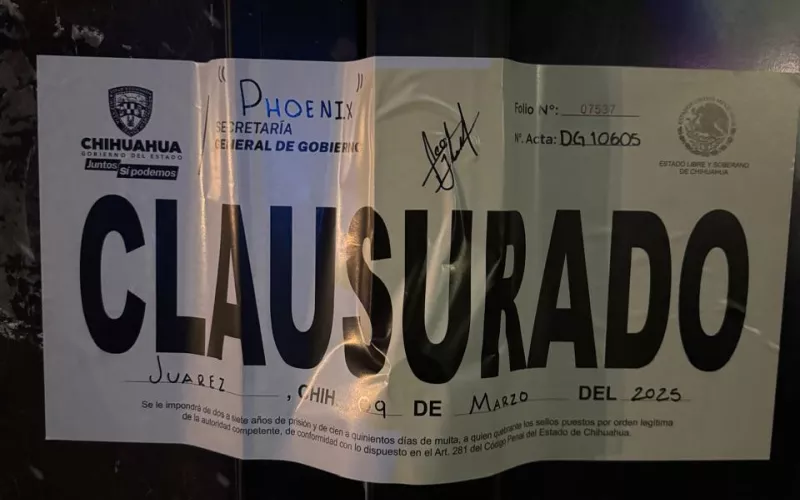 "PHOENIX"
CHIHUAHUA
GOBIERNO DEL ESTADO
Juntos Sí podemos
SECRETARÍA
GENERAL DE GOBIERNO
Folio N°: 07537
N°. Acta: DG 10605
ESTADO LIBRE Y SOBERANO
DE CHIHUAHUA
CLAUSURADO
JUAREZ, CHIH. 09 DE MARZO DEL 2025
Se le impondrá de dos a siete años de prisión y de cien a quinientos días de multa, a quien quebrante los sellos puestos por orden legítima
de la autoridad competente, de conformidad con lo dispuesto en el Art. 281 del Código Penal del Estado de Chihuahua.